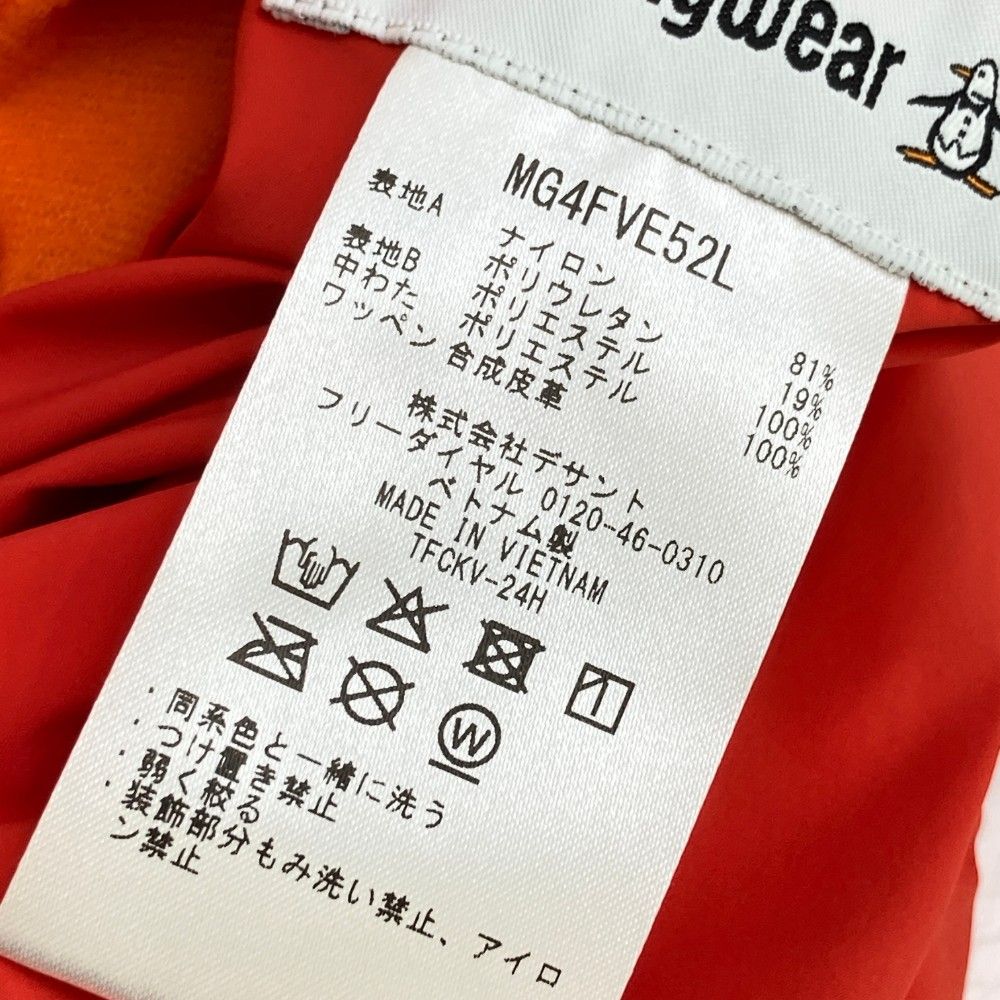 gwear
MG4FVE52L
表地A ナイロン 81%
ポリウレタン 19%
表地B ポリエステル 100%
中わた ポリエステル 100%
ワッペン 合成皮革
株式会社デサント
フリーダイヤル 0120-46-0310
ベトナム製
MADE IN VIETNAM
TFCKV-24H
W
・同系色と一緒に洗う
・つけ置き禁止
・弱く絞る
・装飾部分もみ洗い禁止、アイロ
ン禁止